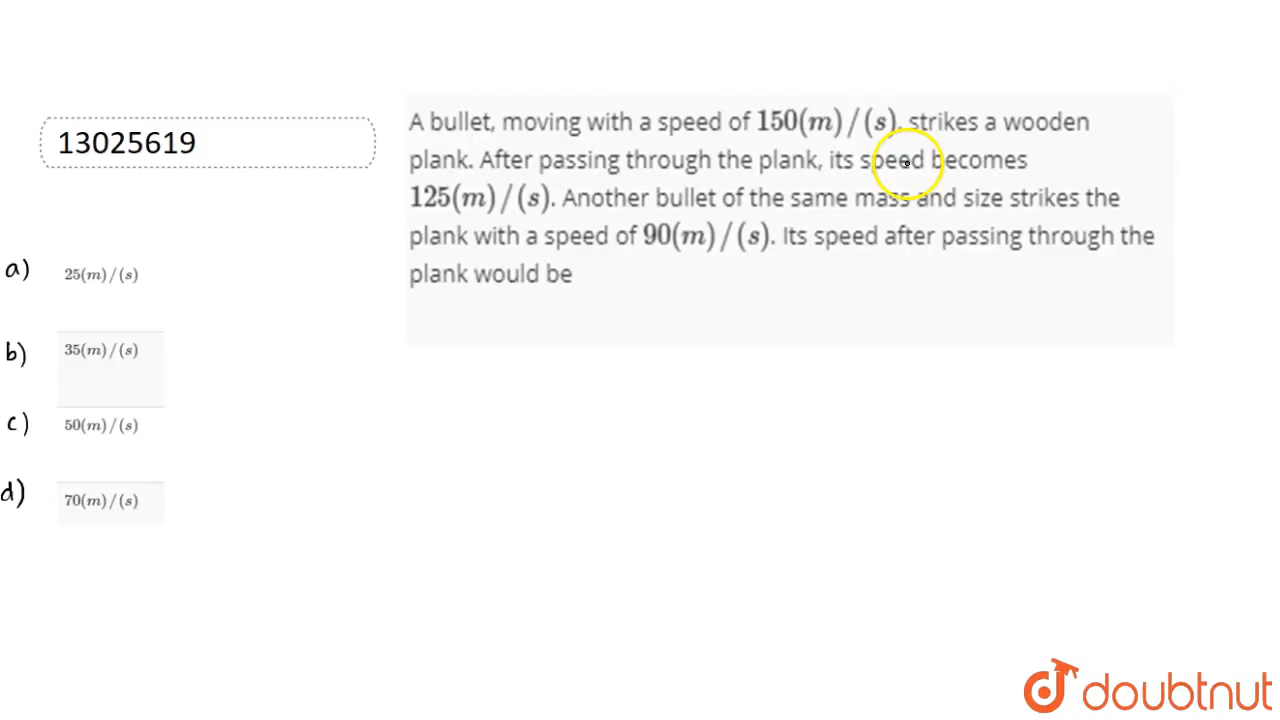 13025619
A bullet, moving with a speed of 150(m)/(s), strikes a wooden
plank. After passing through the plank, its speed becomes
125(m)/(s). Another bullet of the same mass and size strikes the
plank with a speed of 90(m)/(s). Its speed after passing through the
plank would be
a) 25(m)/(s)
b) 35(m)/(s)
c) 50(m)/(s)
d) 70(m)/(s)
doubtnut